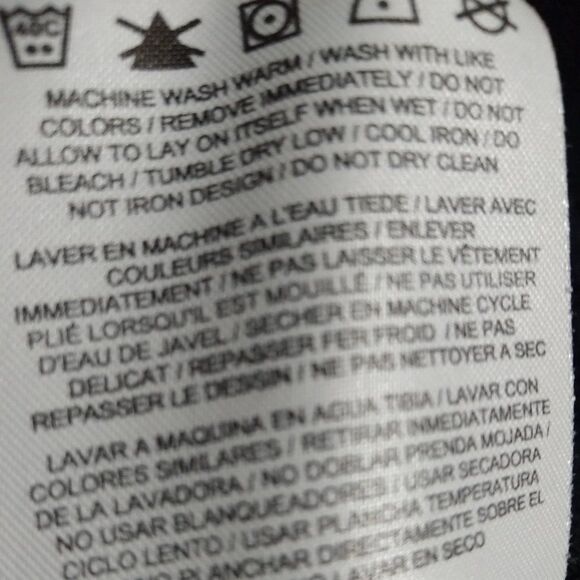 40C
MACHINE WASH WARM / WASH WITH LIKE
COLORS / REMOVE IMMEDIATELY / DO NOT
ALLOW TO LAY ON ITSELF WHEN WET / DO NOT
BLEACH / TUMBLE DRY LOW / COOL IRON / DO
NOT IRON DESIGN / DO NOT DRY CLEAN
LAVER EN MACHINE A L'EAU TIEDE / LAVER AVEC
COULEURS SIMILAIRES / ENLEVER
IMMEDIATEMENT / NE PAS LAISSER LE VÊTEMENT
PLIÉ LORSQU'IL EST MOUILLÉ / NE PAS UTILISER
D'EAU DE JAVEL / SECHER EN MACHINE CYCLE
DELICAT / REPASSER FER FROID / NE PAS
REPASSER LE DESSIN / NE PAS NETTOYER A SEC
LAVAR A MAQUINA EN AGUA TIBIA / LAVAR CON
COLORES SIMILARES / RETIRAR INMEDIATAMENTE
DE LA LAVADORA / NO DOBLAR PRENDA MOJADA /
NO USAR BLANQUEADORES / USAR SECADORA
CICLO LENTO / USAR PLANCHA TEMPERATURA
PLANCHAR DIRECTAMENTE SOBRE EL
LAVAR EN SECO